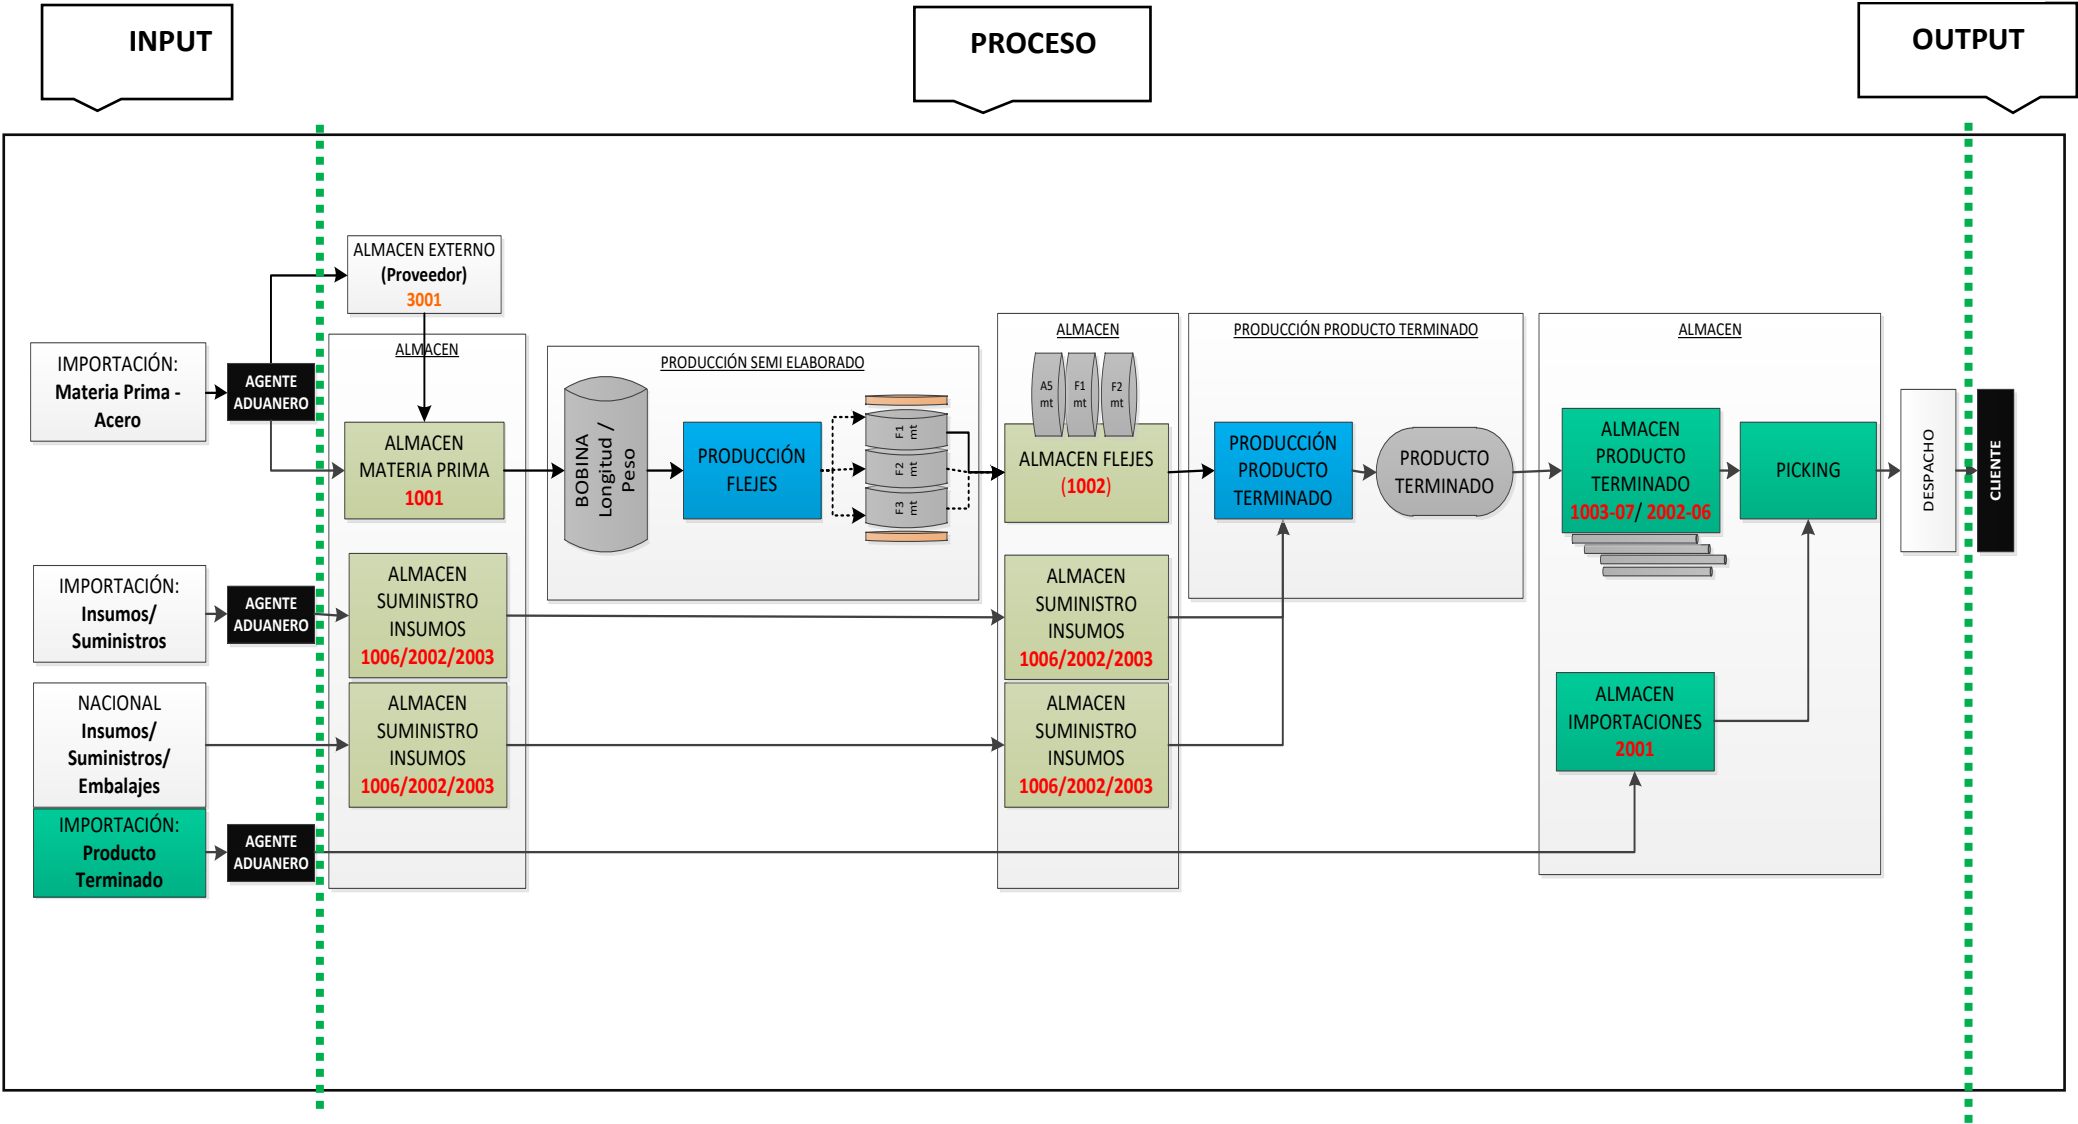 INPUT
PROCESO
OUTPUT
ALMACEN EXTERNO
(Proveedor)
3001
IMPORTACIÓN:
Materia Prima -
Acero
AGENTE
ADUANERO
ALMACEN
ALMACEN
MATERIA PRIMA
1001
PRODUCCIÓN SEMI ELABORADO
BOBINA
Longitud /
Peso
PRODUCCIÓN
FLEJES
F1
mt
F2
mt
F3
mt
ALMACEN
A5
mt
F1
mt
F2
mt
ALMACEN FLEJES
(1002)
PRODUCCIÓN PRODUCTO TERMINADO
PRODUCCIÓN
PRODUCTO
TERMINADO
PRODUCTO
TERMINADO
ALMACEN
ALMACEN
PRODUCTO
TERMINADO
1003-07/ 2002-06
PICKING
DESPACHO
CLIENTE
IMPORTACIÓN:
Insumos/
Suministros
AGENTE
ADUANERO
ALMACEN
SUMINISTRO
INSUMOS
1006/2002/2003
ALMACEN
SUMINISTRO
INSUMOS
1006/2002/2003
NACIONAL
Insumos/
Suministros/
Embalajes
ALMACEN
SUMINISTRO
INSUMOS
1006/2002/2003
ALMACEN
SUMINISTRO
INSUMOS
1006/2002/2003
ALMACEN
IMPORTACIONES
2001
IMPORTACIÓN:
Producto
Terminado
AGENTE
ADUANERO